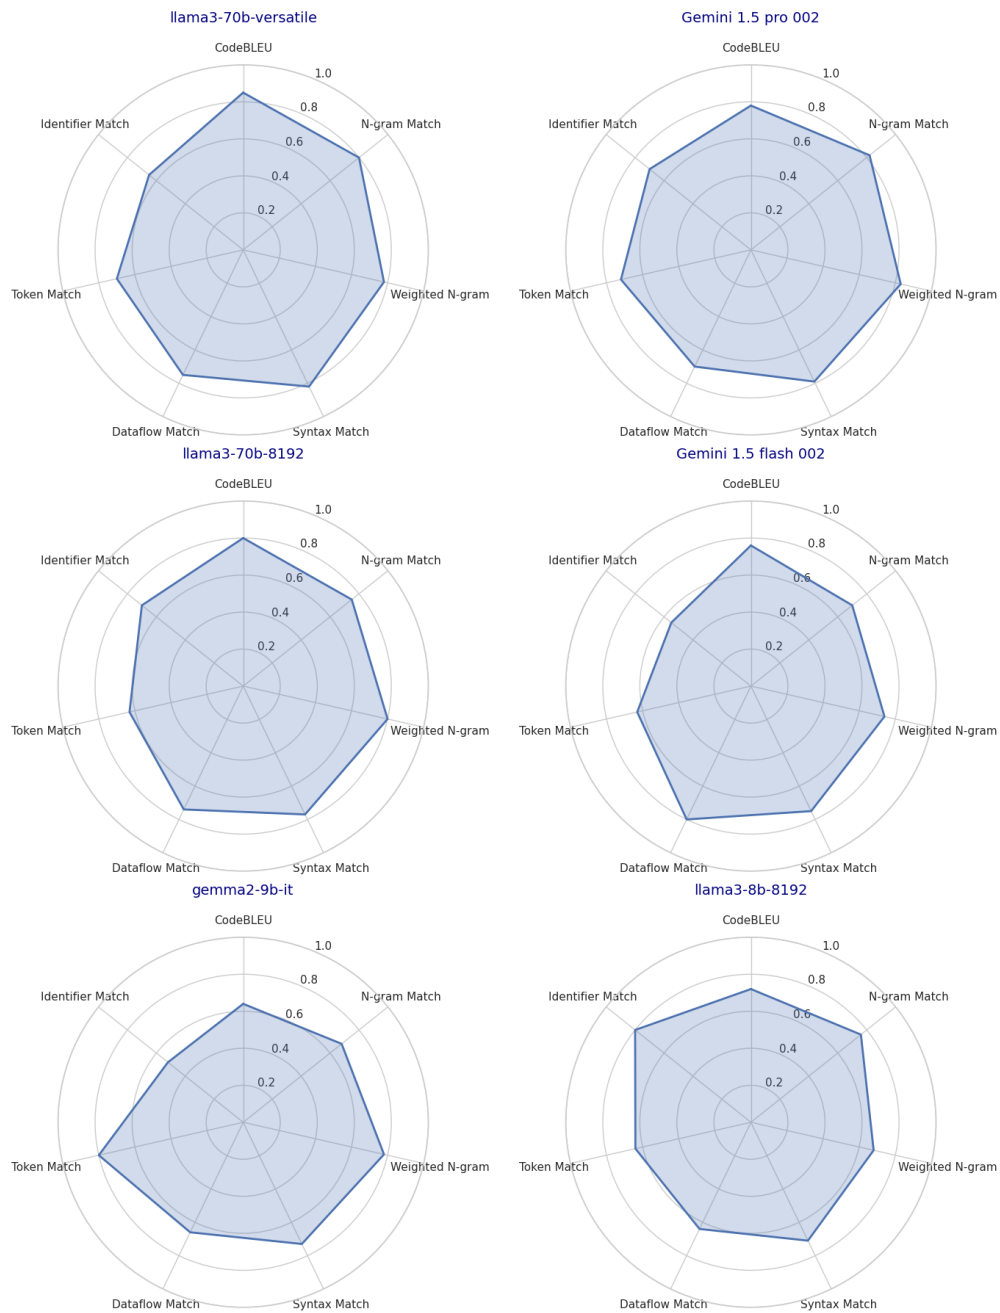 llama3-70b-versatile
CodeBLEU
1.0
0.8
Identifier Match
N-gram Match
0.6
0.4
0.2
Token Match
Weighted N-gram
Dataflow Match
Syntax Match
Gemini 1.5 pro 002
CodeBLEU
1.0
0.8
Identifier Match
N-gram Match
0.6
0.4
0.2
Token Match
Weighted N-gram
Dataflow Match
Syntax Match
llama3-70b-8192
CodeBLEU
1.0
0.8
Identifier Match
N-gram Match
0.6
0.4
0.2
Token Match
Weighted N-gram
Dataflow Match
Syntax Match
Gemini 1.5 flash 002
CodeBLEU
1.0
0.8
Identifier Match
N-gram Match
0.6
0.4
0.2
Token Match
Weighted N-gram
Dataflow Match
Syntax Match
gemma2-9b-it
CodeBLEU
1.0
0.8
Identifier Match
N-gram Match
0.6
0.4
0.2
Token Match
Weighted N-gram
Dataflow Match
Syntax Match
llama3-8b-8192
CodeBLEU
1.0
0.8
Identifier Match
N-gram Match
0.6
0.4
0.2
Token Match
Weighted N-gram
Dataflow Match
Syntax Match